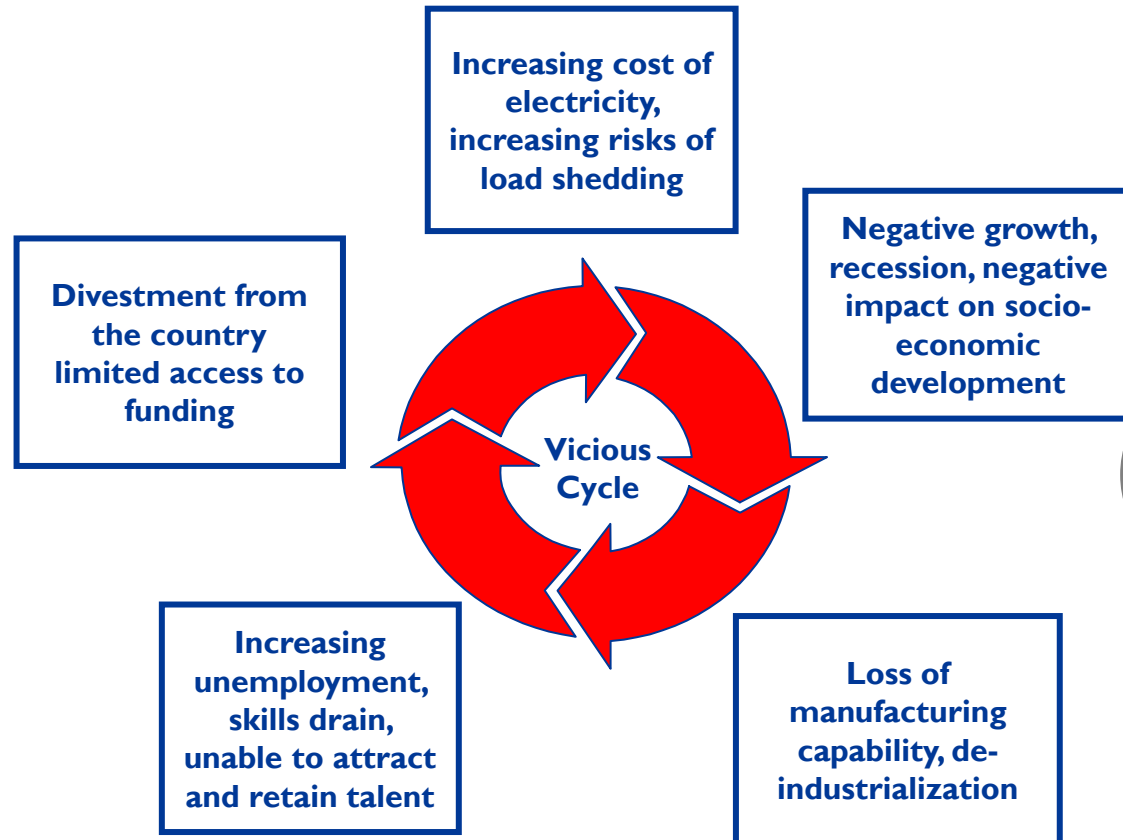 Increasing cost of
electricity,
increasing risks of
load shedding
Negative growth,
recession, negative
impact on socio-
economic
development
Loss of
manufacturing
capability, de-
industrialization
Increasing
unemployment,
skills drain,
unable to attract
and retain talent
Divestment from
the country
limited access to
funding
Vicious
Cycle